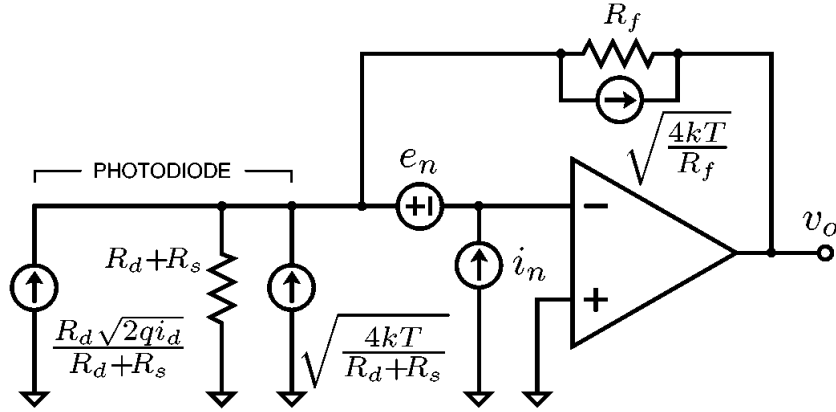 R_f
√(4kT/R_f)
PHOTODIODE
e_n
−
v_o
R_d+R_s
i_n
+
R_d√(2qi_d)/(R_d+R_s)
√(4kT/(R_d+R_s))